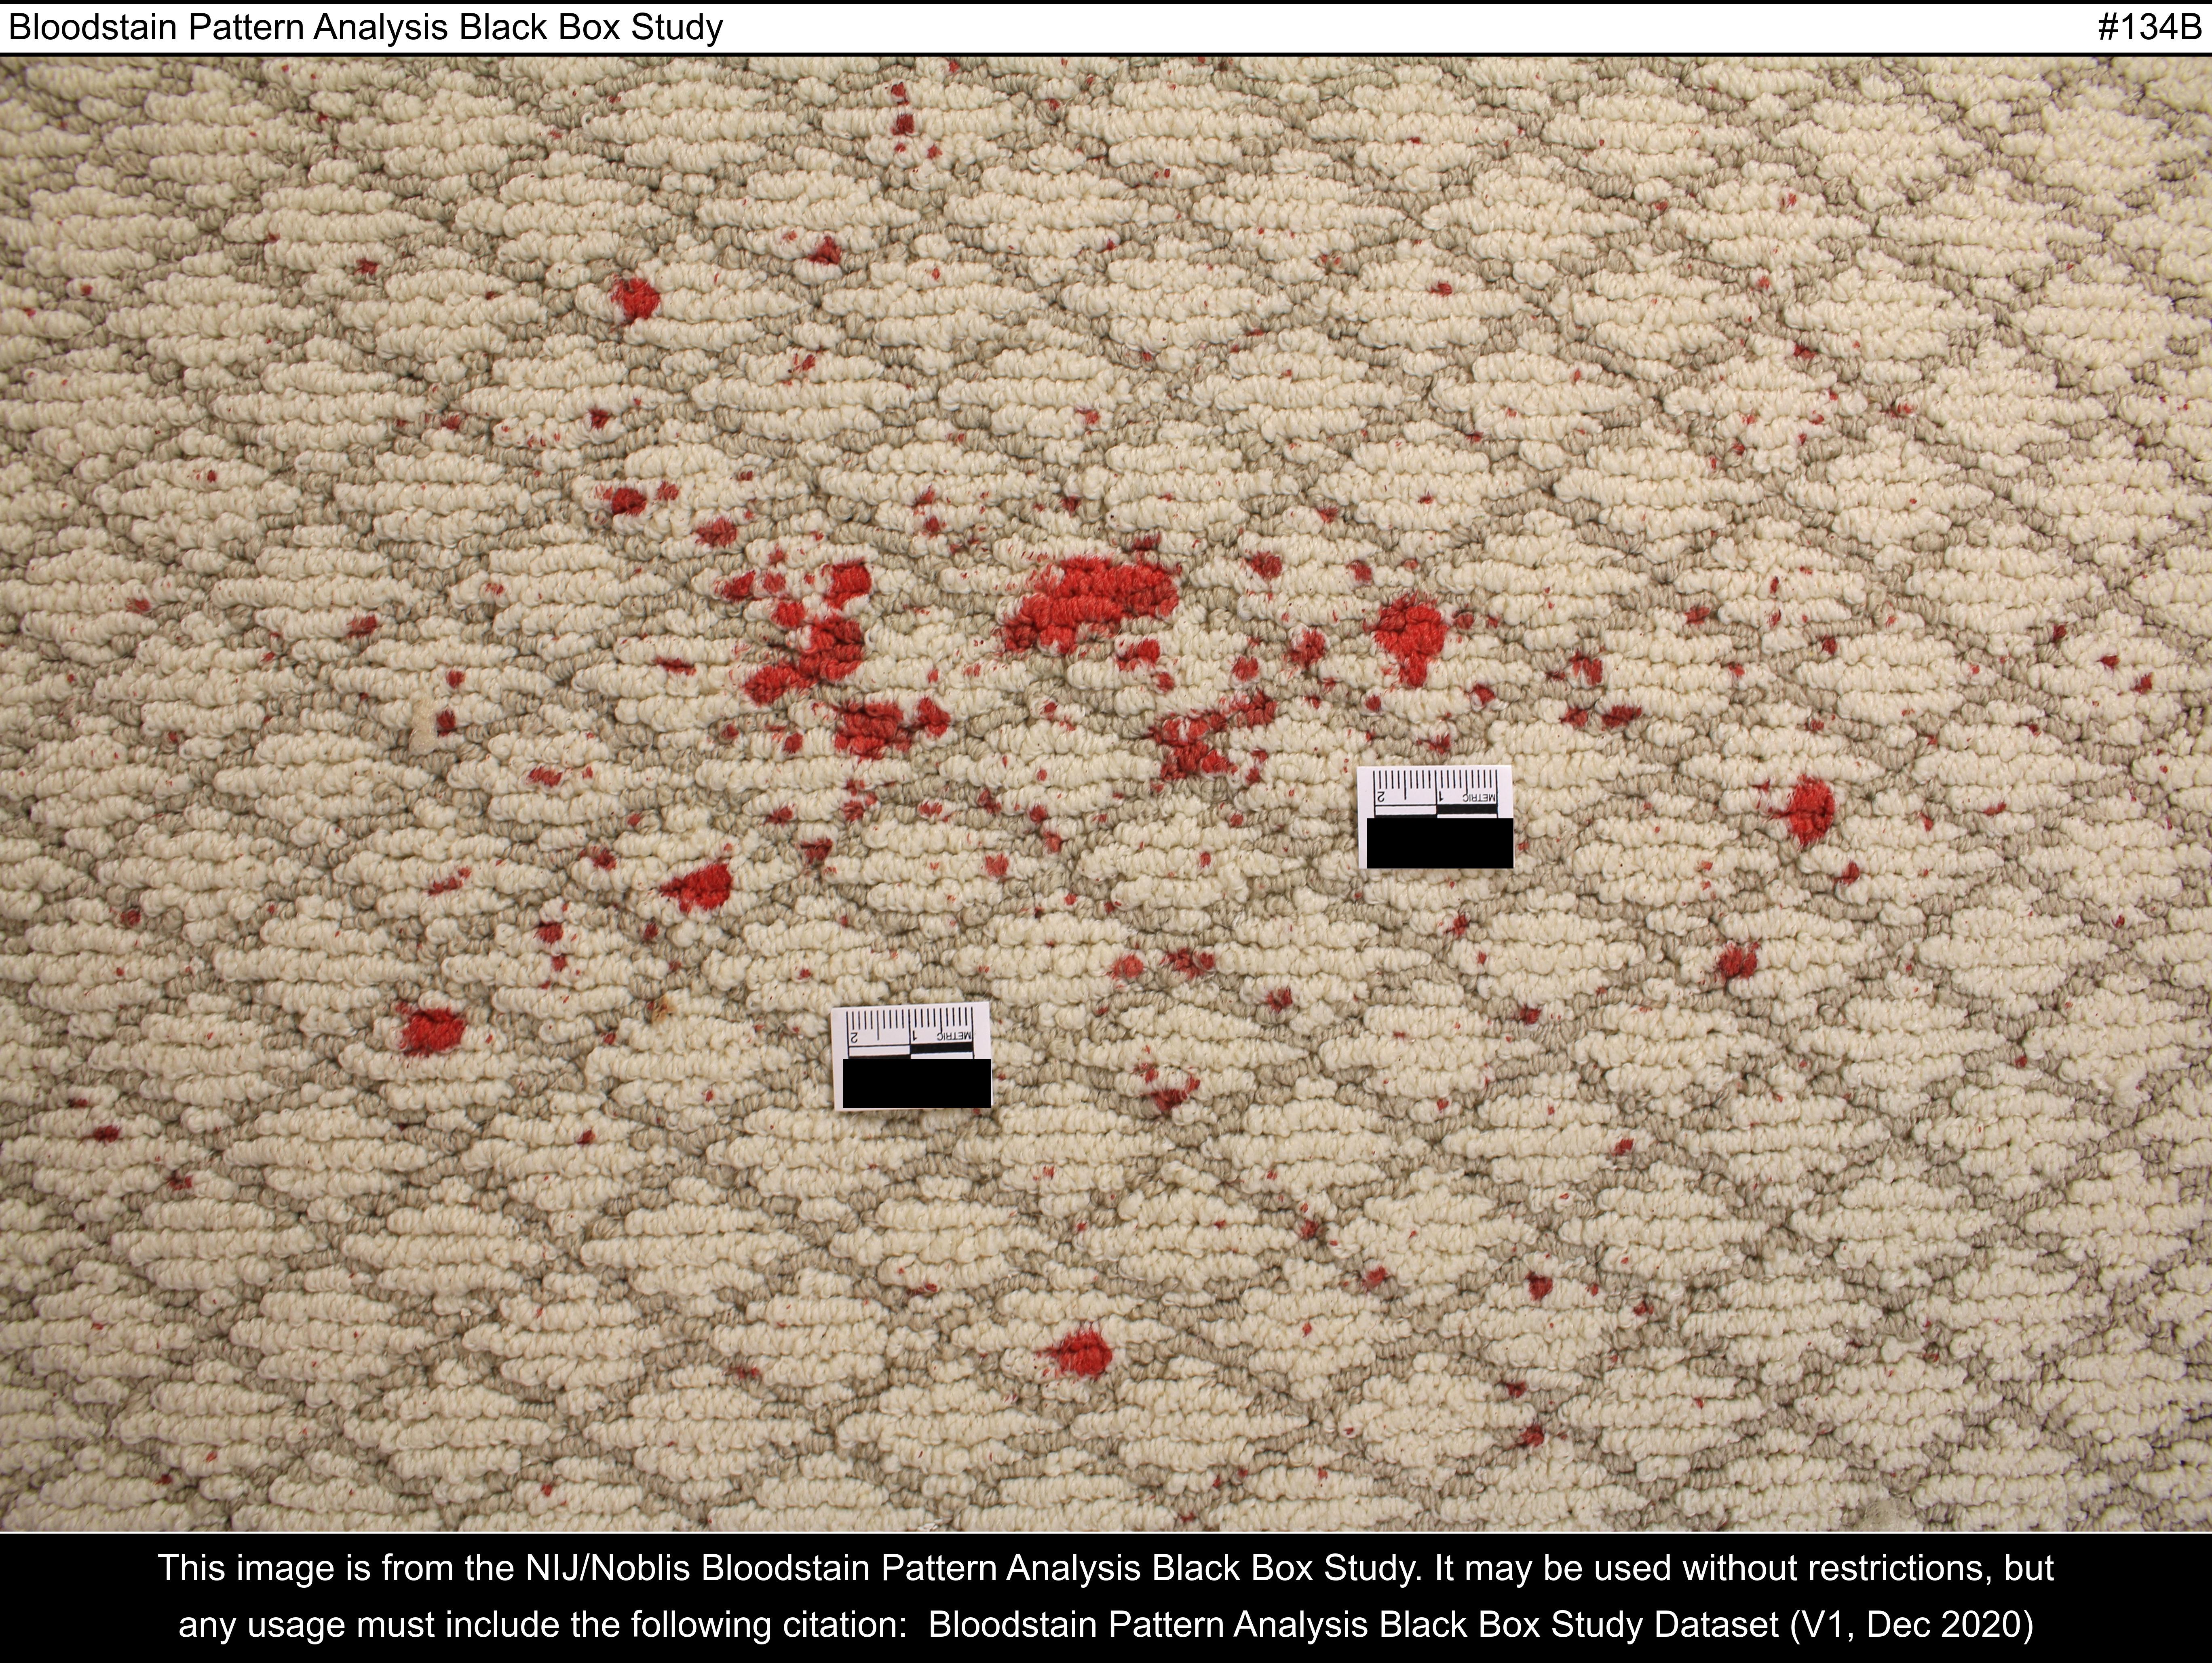 Bloodstain Pattern Analysis Black Box Study #134B
2 1 METRIC
2 1 METRIC
This image is from the NIJ/Noblis Bloodstain Pattern Analysis Black Box Study. It may be used without restrictions, but
any usage must include the following citation: Bloodstain Pattern Analysis Black Box Study Dataset (V1, Dec 2020)